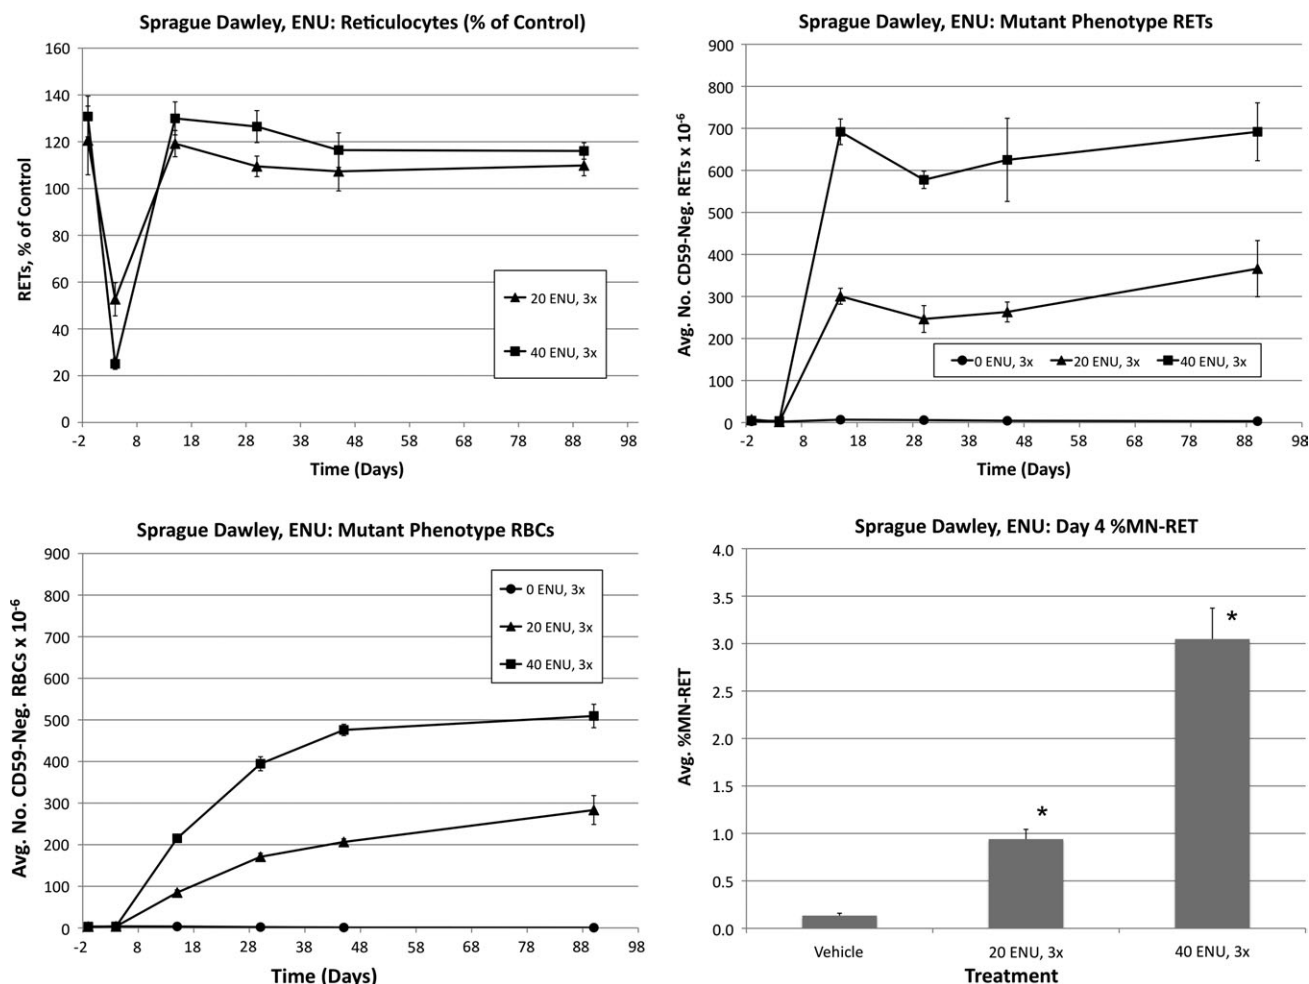 Sprague Dawley, ENU: Reticulocytes (% of Control)
160
140
120
100
80
60
40
20
0
RETs, % of Control
20 ENU, 3x
40 ENU, 3x
-2 8 18 28 38 48 58 68 78 88 98
Time (Days)
Sprague Dawley, ENU: Mutant Phenotype RETs
900
800
700
600
500
400
300
200
100
0
Avg. No. CD59-Neg. RETs x 10⁻⁶
0 ENU, 3x 20 ENU, 3x 40 ENU, 3x
-2 8 18 28 38 48 58 68 78 88 98
Time (Days)
Sprague Dawley, ENU: Mutant Phenotype RBCs
900
800
700
600
500
400
300
200
100
0
Avg. No. CD59-Neg. RBCs x 10⁻⁶
0 ENU, 3x
20 ENU, 3x
40 ENU, 3x
-2 8 18 28 38 48 58 68 78 88 98
Time (Days)
Sprague Dawley, ENU: Day 4 %MN-RET
4.0
3.5
3.0
2.5
2.0
1.5
1.0
0.5
0.0
Avg. %MN-RET
*
*
Vehicle 20 ENU, 3x 40 ENU, 3x
Treatment